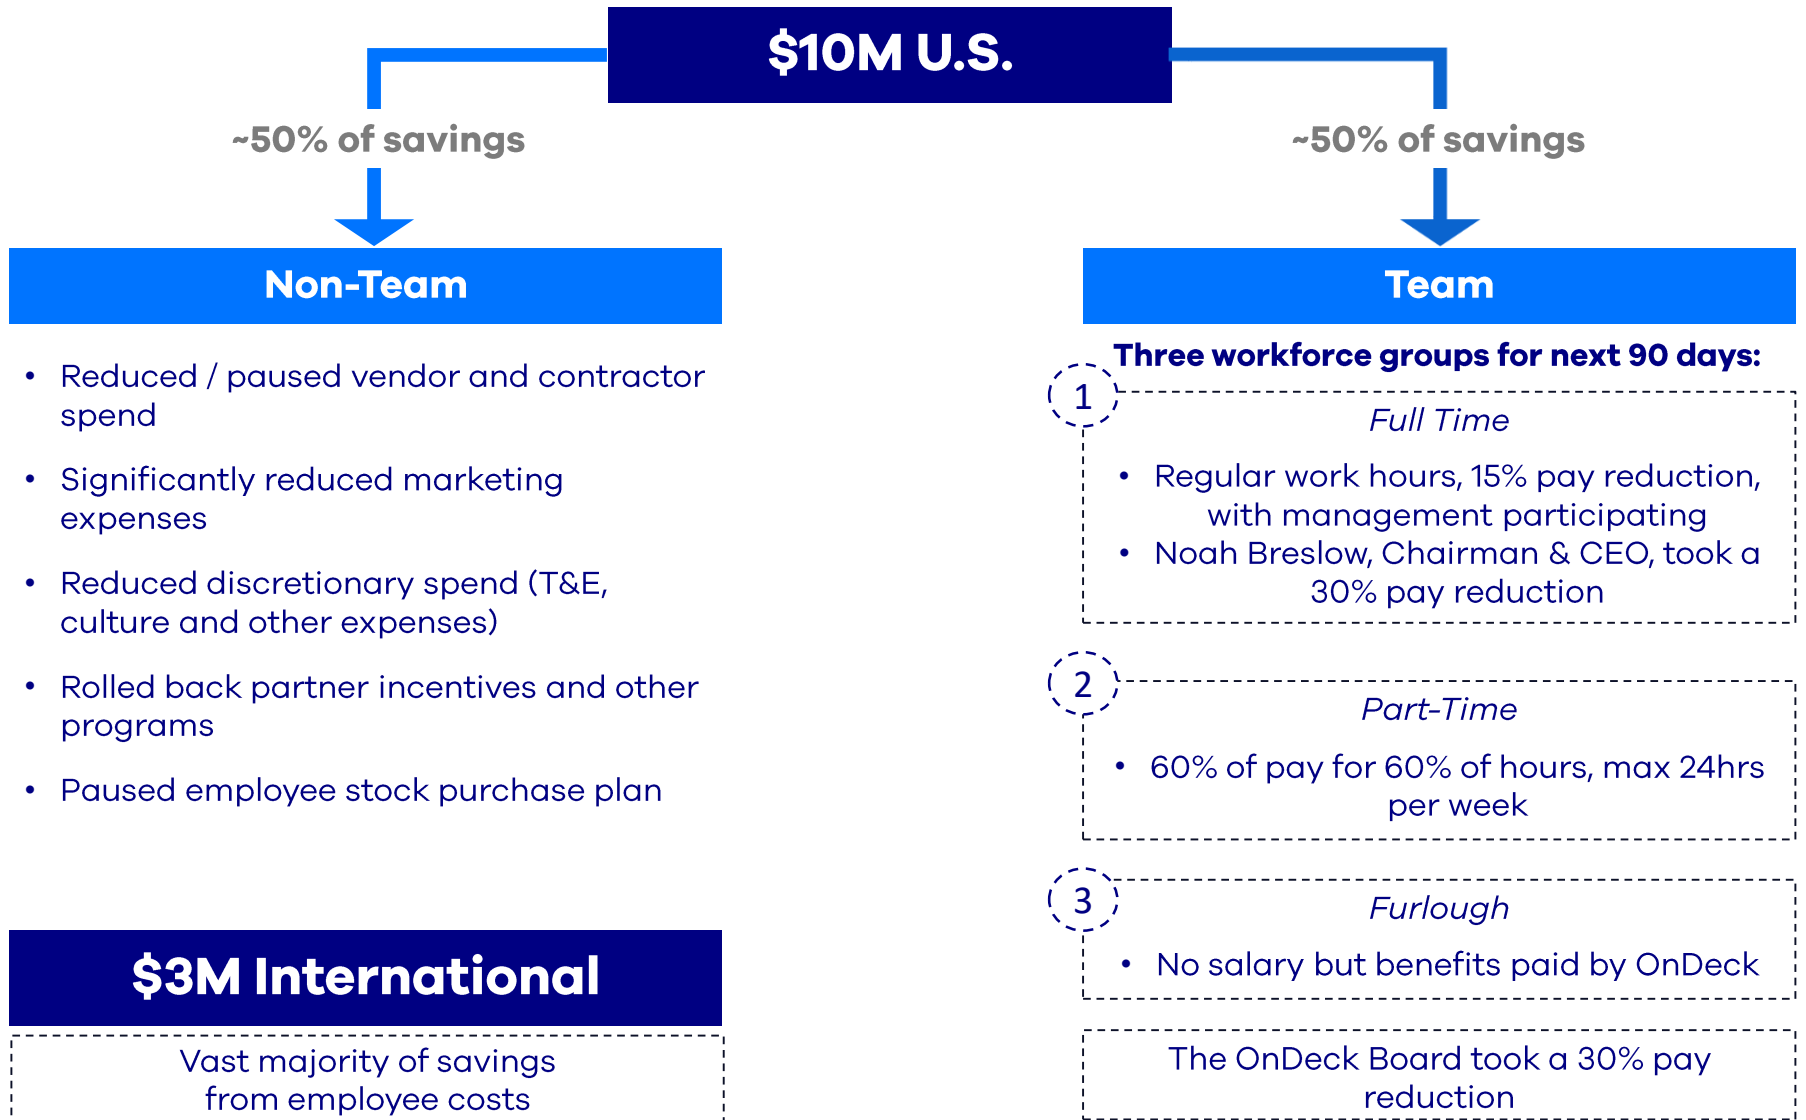 $10M U.S.
~50% of savings
~50% of savings
Non-Team
• Reduced / paused vendor and contractor
spend
• Significantly reduced marketing
expenses
• Reduced discretionary spend (T&E,
culture and other expenses)
• Rolled back partner incentives and other
programs
• Paused employee stock purchase plan
$3M International
Vast majority of savings
from employee costs
Team
Three workforce groups for next 90 days:
1
Full Time
• Regular work hours, 15% pay reduction,
with management participating
• Noah Breslow, Chairman & CEO, took a
30% pay reduction
2
Part-Time
• 60% of pay for 60% of hours, max 24hrs
per week
3
Furlough
• No salary but benefits paid by OnDeck
The OnDeck Board took a 30% pay
reduction